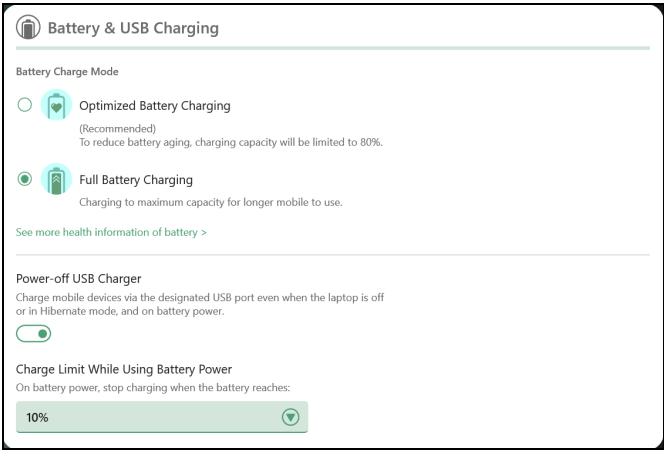 Battery & USB Charging
Battery Charge Mode
Optimized Battery Charging
(Recommended)
To reduce battery aging, charging capacity will be limited to 80%.
Full Battery Charging
Charging to maximum capacity for longer mobile to use.
See more health information of battery >
Power-off USB Charger
Charge mobile devices via the designated USB port even when the laptop is off
or in Hibernate mode, and on battery power.
Charge Limit While Using Battery Power
On battery power, stop charging when the battery reaches:
10%